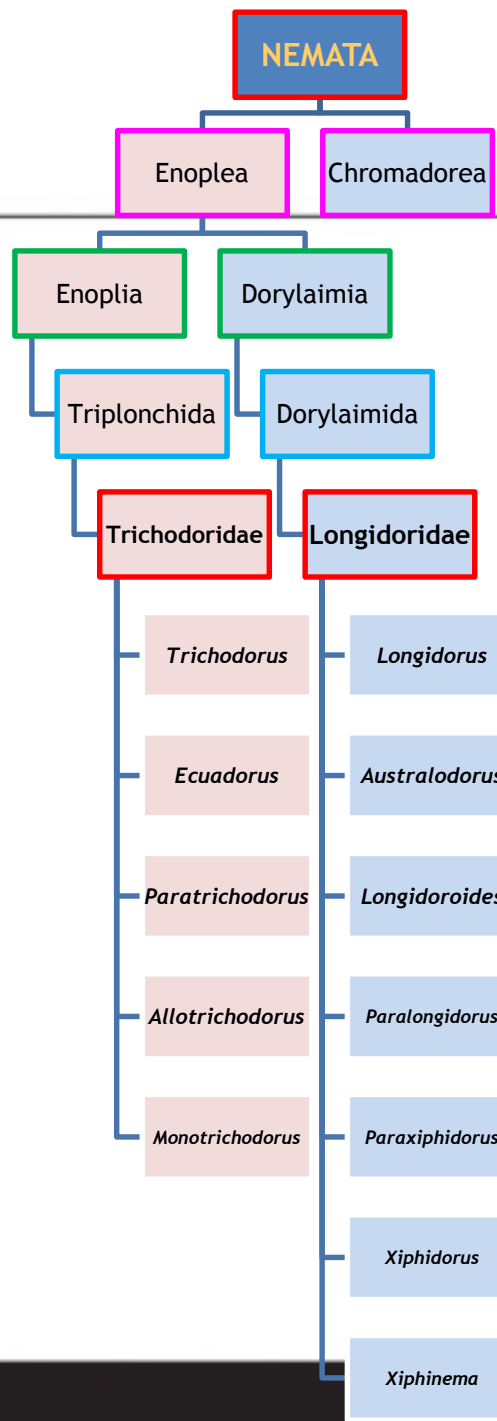 NEMATA
Enoplea
Chromadorea
Enoplia
Dorylaimia
Triplonchida
Dorylaimida
Trichodoridae
Longidoridae
Trichodorus
Longidorus
Ecuadorus
Australodorus
Paratrichodorus
Longidoroides
Allotrichodorus
Paralongidorus
Monotrichodorus
Paraxiphidorus
Xiphidorus
Xiphinema